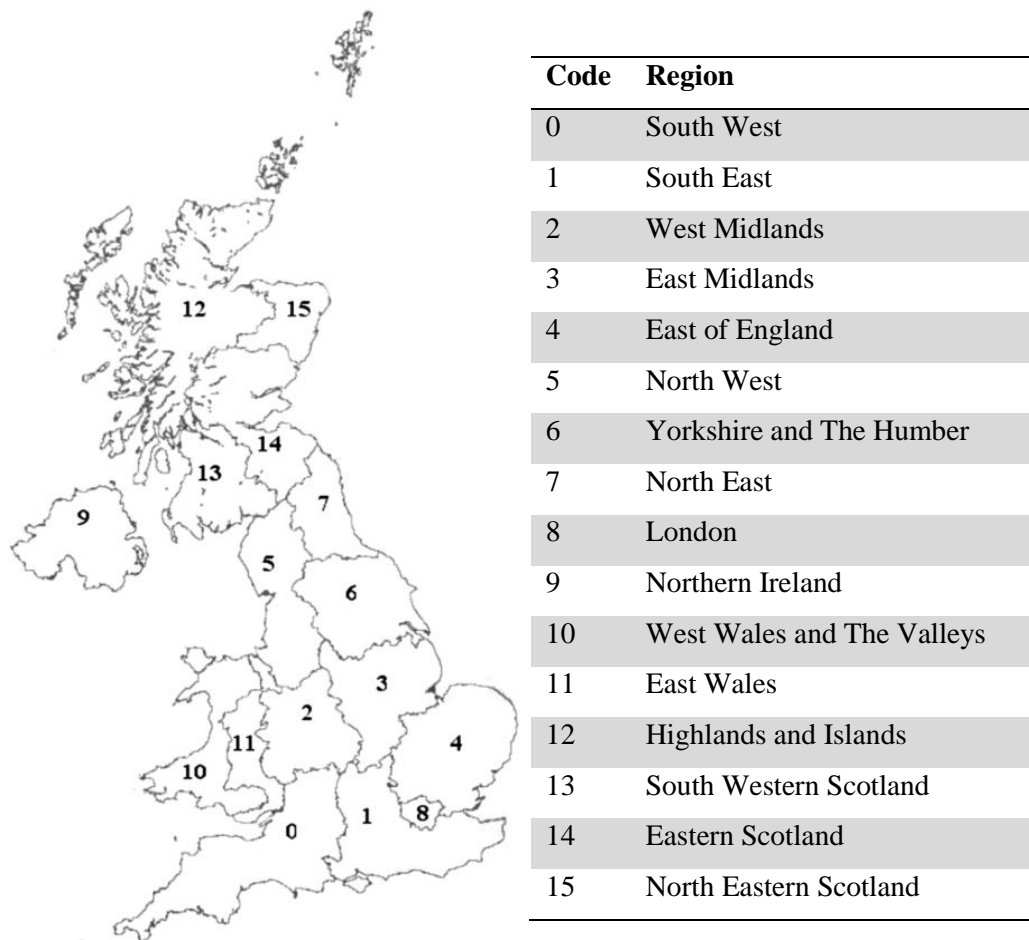 12
15
14
13
7
9
5
6
3
2
11
4
10
1
8
0
Code Region
0 South West
1 South East
2 West Midlands
3 East Midlands
4 East of England
5 North West
6 Yorkshire and The Humber
7 North East
8 London
9 Northern Ireland
10 West Wales and The Valleys
11 East Wales
12 Highlands and Islands
13 South Western Scotland
14 Eastern Scotland
15 North Eastern Scotland